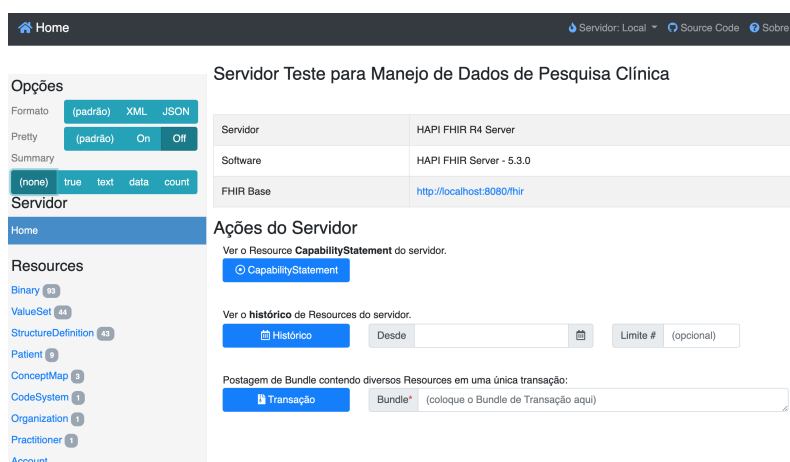 Home
Servidor: Local
Source Code
Sobre
Opções
Formato (padrão) XML JSON
Pretty (padrão) On Off
Summary
(none) true text data count
Servidor
Home
Resources
Binary 93
ValueSet 44
StructureDefinition 43
Patient 9
ConceptMap 3
CodeSystem 1
Organization 1
Practitioner 1
Account
Servidor Teste para Manejo de Dados de Pesquisa Clínica
Servidor HAPI FHIR R4 Server
Software HAPI FHIR Server - 5.3.0
FHIR Base http://localhost:8080/fhir
Ações do Servidor
Ver o Resource CapabilityStatement do servidor.
CapabilityStatement
Ver o histórico de Resources do servidor.
Histórico Desde Limite # (opcional)
Postagem de Bundle contendo diversos Resources em uma única transação:
Transação Bundle* (coloque o Bundle de Transação aqui)